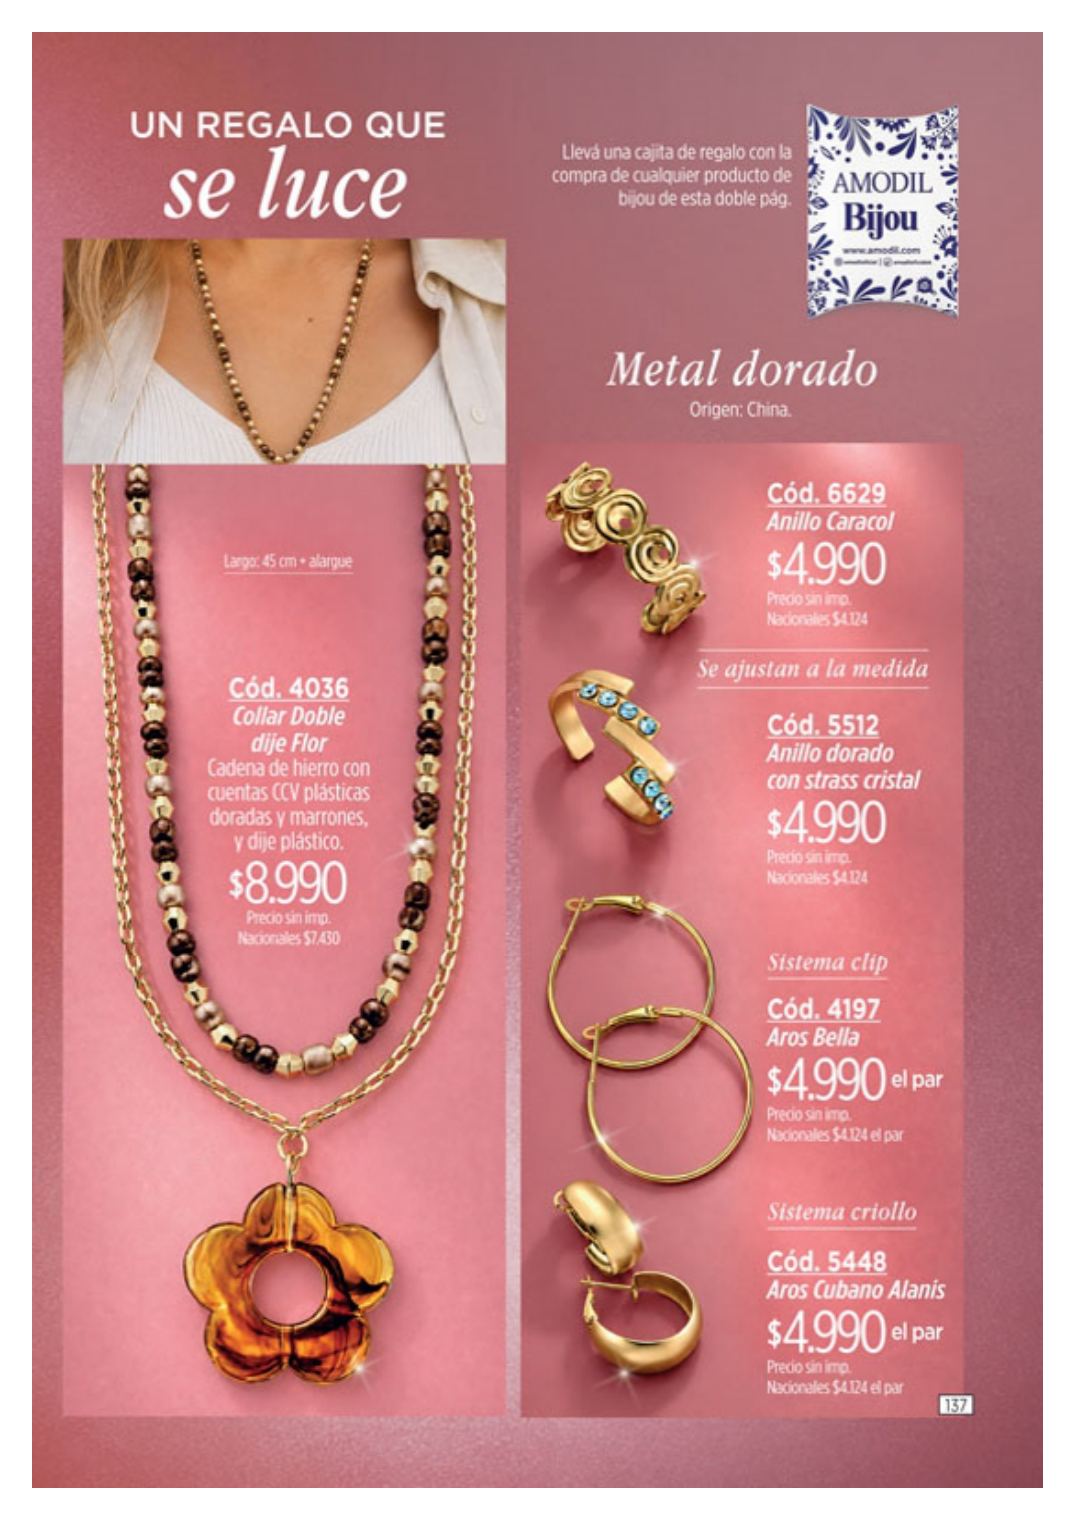 UN REGALO QUE
se luce
Llevá una cajita de regalo con la
compra de cualquier producto de
bijou de esta doble pág.
AMODIL
Bijou
www.amodil.com
Metal dorado
Origen: China.
Largo: 45 cm + alargue
Cód. 4036
Collar Doble
dije Flor
Cadena de hierro con
cuentas CCV plásticas
doradas y marrones,
y dije plástico.
$8.990
Precio sin imp.
Nacionales $7.430
Cód. 6629
Anillo Caracol
$4.990
Precio sin imp.
Nacionales $4.124
Se ajustan a la medida
Cód. 5512
Anillo dorado
con strass cristal
$4.990
Precio sin imp.
Nacionales $4.124
Sistema clip
Cód. 4197
Aros Bella
$4.990 el par
Precio sin imp.
Nacionales $4.124 el par
Sistema criollo
Cód. 5448
Aros Cubano Alanis
$4.990 el par
Precio sin imp.
Nacionales $4.124 el par
137